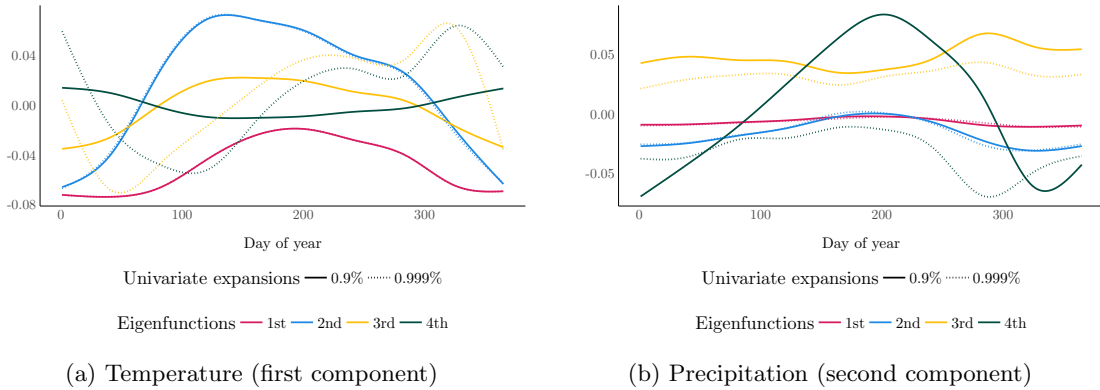 0.04
0.00
-0.04
-0.08
0 100 200 300
Day of year
Univariate expansions 0.9% 0.999%
Eigenfunctions 1st 2nd 3rd 4th
(a) Temperature (first component)
0.05
0.00
-0.05
0 100 200 300
Day of year
Univariate expansions 0.9% 0.999%
Eigenfunctions 1st 2nd 3rd 4th
(b) Precipitation (second component)